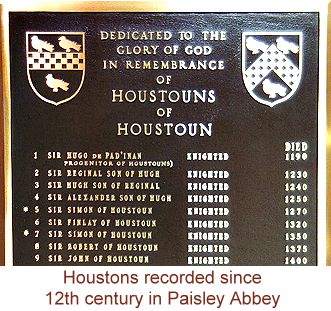 DEDICATED TO THE
GLORY OF GOD
IN REMEMBRANCE
OF
HOUSTOUNS
OF
HOUSTOUN
DIED
1 SIR HUGO DE PAD'INAN KNIGHTED 1190
PROGENITOR OF HOUSTOUNS)
2 SIR REGINAL SON OF HUGH KNIGHTED 1230
3 SIR HUGH SON OF REGINAL KNIGHTED 1240
4 SIR ALEXANDER SON OF HUGH KNIGHTED 1250
* 5 SIR SIMON OF HOUSTOUN KNIGHTED 1270
6 SIR FINLAY OF HOUSTOUN KNIGHTED 1320
* 7 SIR SIMON OF HOUSTOUN KNIGHTED 1335
8 SIR ROBERT OF HOUSTOUN KNIGHTED 1375
9 SIR JOHN OF HOUSTOUN KNIGHTED 1400
Houstons recorded since
12th century in Paisley Abbey